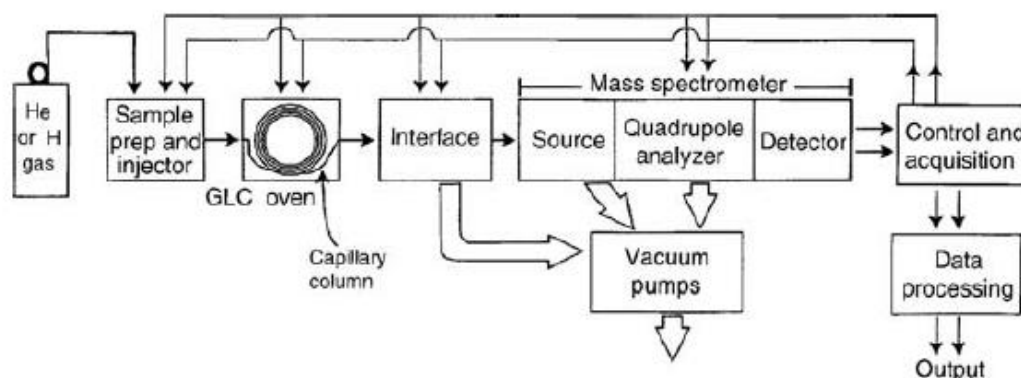 Mass spectrometer
He
or H
gas
Sample
prep and
injector
GLC oven
Capillary
column
Interface
Source
Quadrupole
analyzer
Detector
Control and
acquisition
Vacuum
pumps
Data
processing
Output